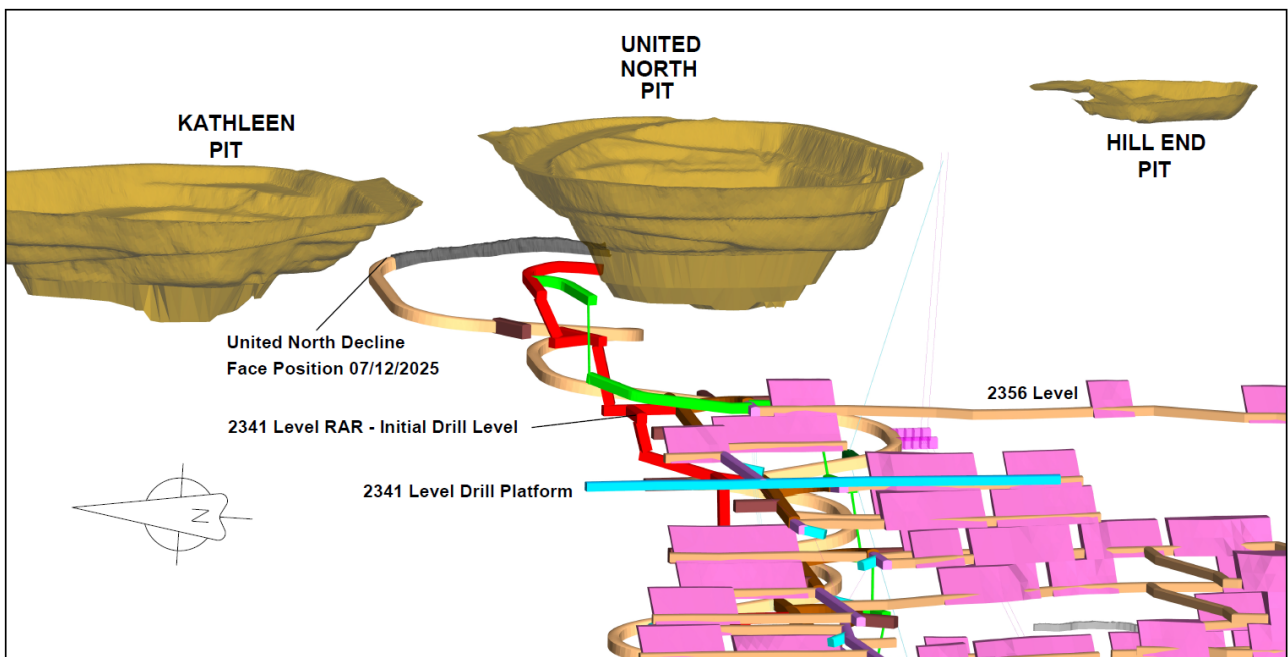 UNITED
NORTH
PIT
KATHLEEN
PIT
HILL END
PIT
United North Decline
Face Position 07/12/2025
2356 Level
2341 Level RAR - Initial Drill Level
2341 Level Drill Platform
N